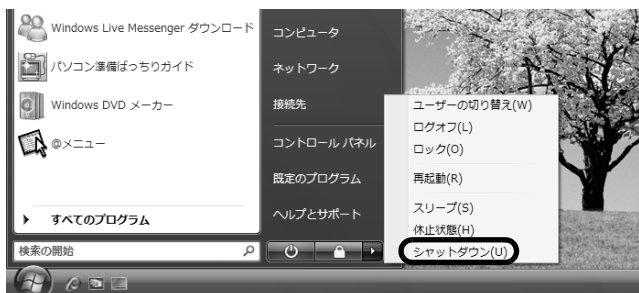 Windows Live Messenger ダウンロード
パソコン準備ばっちりガイド
Windows DVD メーカー
@メニュー
すべてのプログラム
検索の開始
コンピュータ
ネットワーク
接続先
コントロール パネル
既定のプログラム
ヘルプとサポート
ユーザーの切り替え(W)
ログオフ(L)
ロック(O)
再起動(R)
スリープ(S)
休止状態(H)
シャットダウン(U)